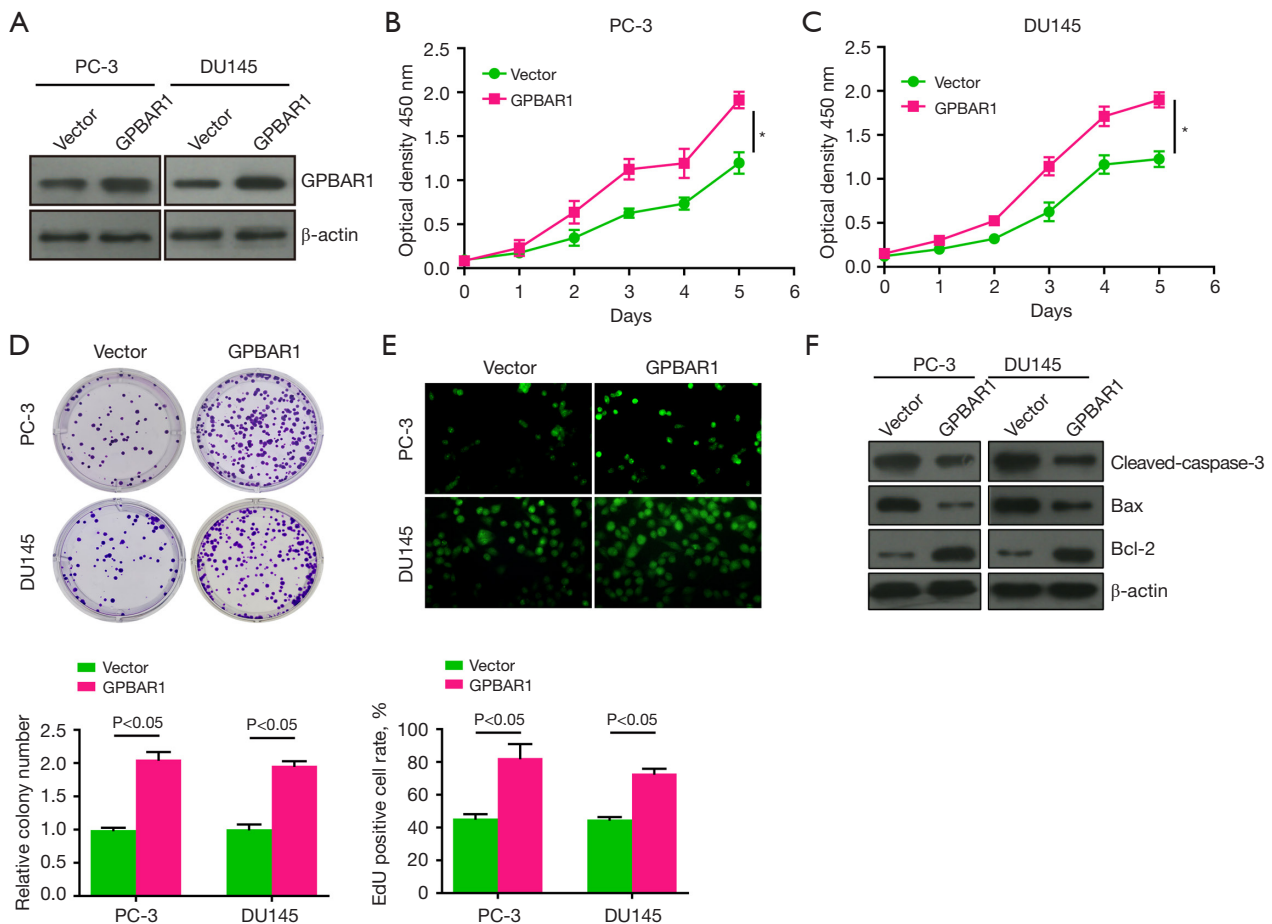 A
PC-3 DU145
Vector GPBAR1 Vector GPBAR1
GPBAR1
β-actin
B
PC-3
Vector
GPBAR1
Optical density 450 nm
2.5
2.0
1.5
1.0
0.5
0.0
*
0 1 2 3 4 5 6
Days
C
DU145
Vector
GPBAR1
Optical density 450 nm
2.5
2.0
1.5
1.0
0.5
0.0
*
0 1 2 3 4 5 6
Days
D
Vector GPBAR1
PC-3
DU145
Vector
GPBAR1
Relative colony number
2.5
2.0
1.5
1.0
0.5
0.0
P<0.05 P<0.05
PC-3 DU145
E
Vector GPBAR1
PC-3
DU145
Vector
GPBAR1
EdU positive cell rate, %
100
80
60
40
20
0
P<0.05 P<0.05
PC-3 DU145
F
PC-3 DU145
Vector GPBAR1 Vector GPBAR1
Cleaved-caspase-3
Bax
Bcl-2
β-actin